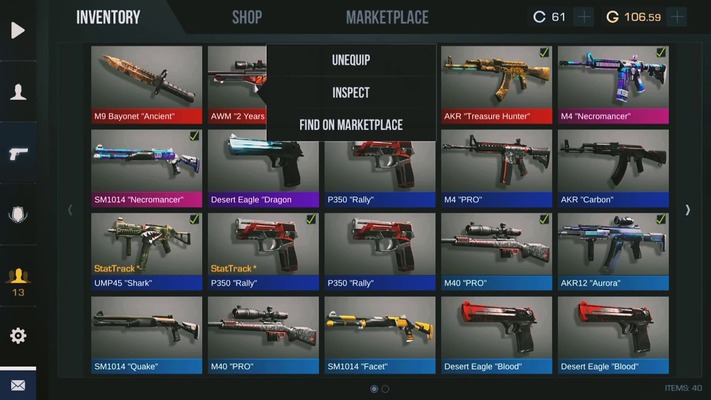 INVENTORY
SHOP
MARKETPLACE
61
106.59
UNEQUIP
INSPECT
FIND ON MARKETPLACE
M9 Bayonet "Ancient"
AWM "2 Years
AKR "Treasure Hunter"
M4 "Necromancer"
SM1014 "Necromancer"
Desert Eagle "Dragon
P350 "Rally"
M4 "PRO"
AKR "Carbon"
StatTrack*
UMP45 "Shark"
StatTrack*
P350 "Rally"
P350 "Rally"
M40 "PRO"
AKR12 "Aurora"
13
SM1014 "Quake"
M40 "PRO"
SM1014 "Facet"
Desert Eagle "Blood"
Desert Eagle "Blood"
ITEMS: 40